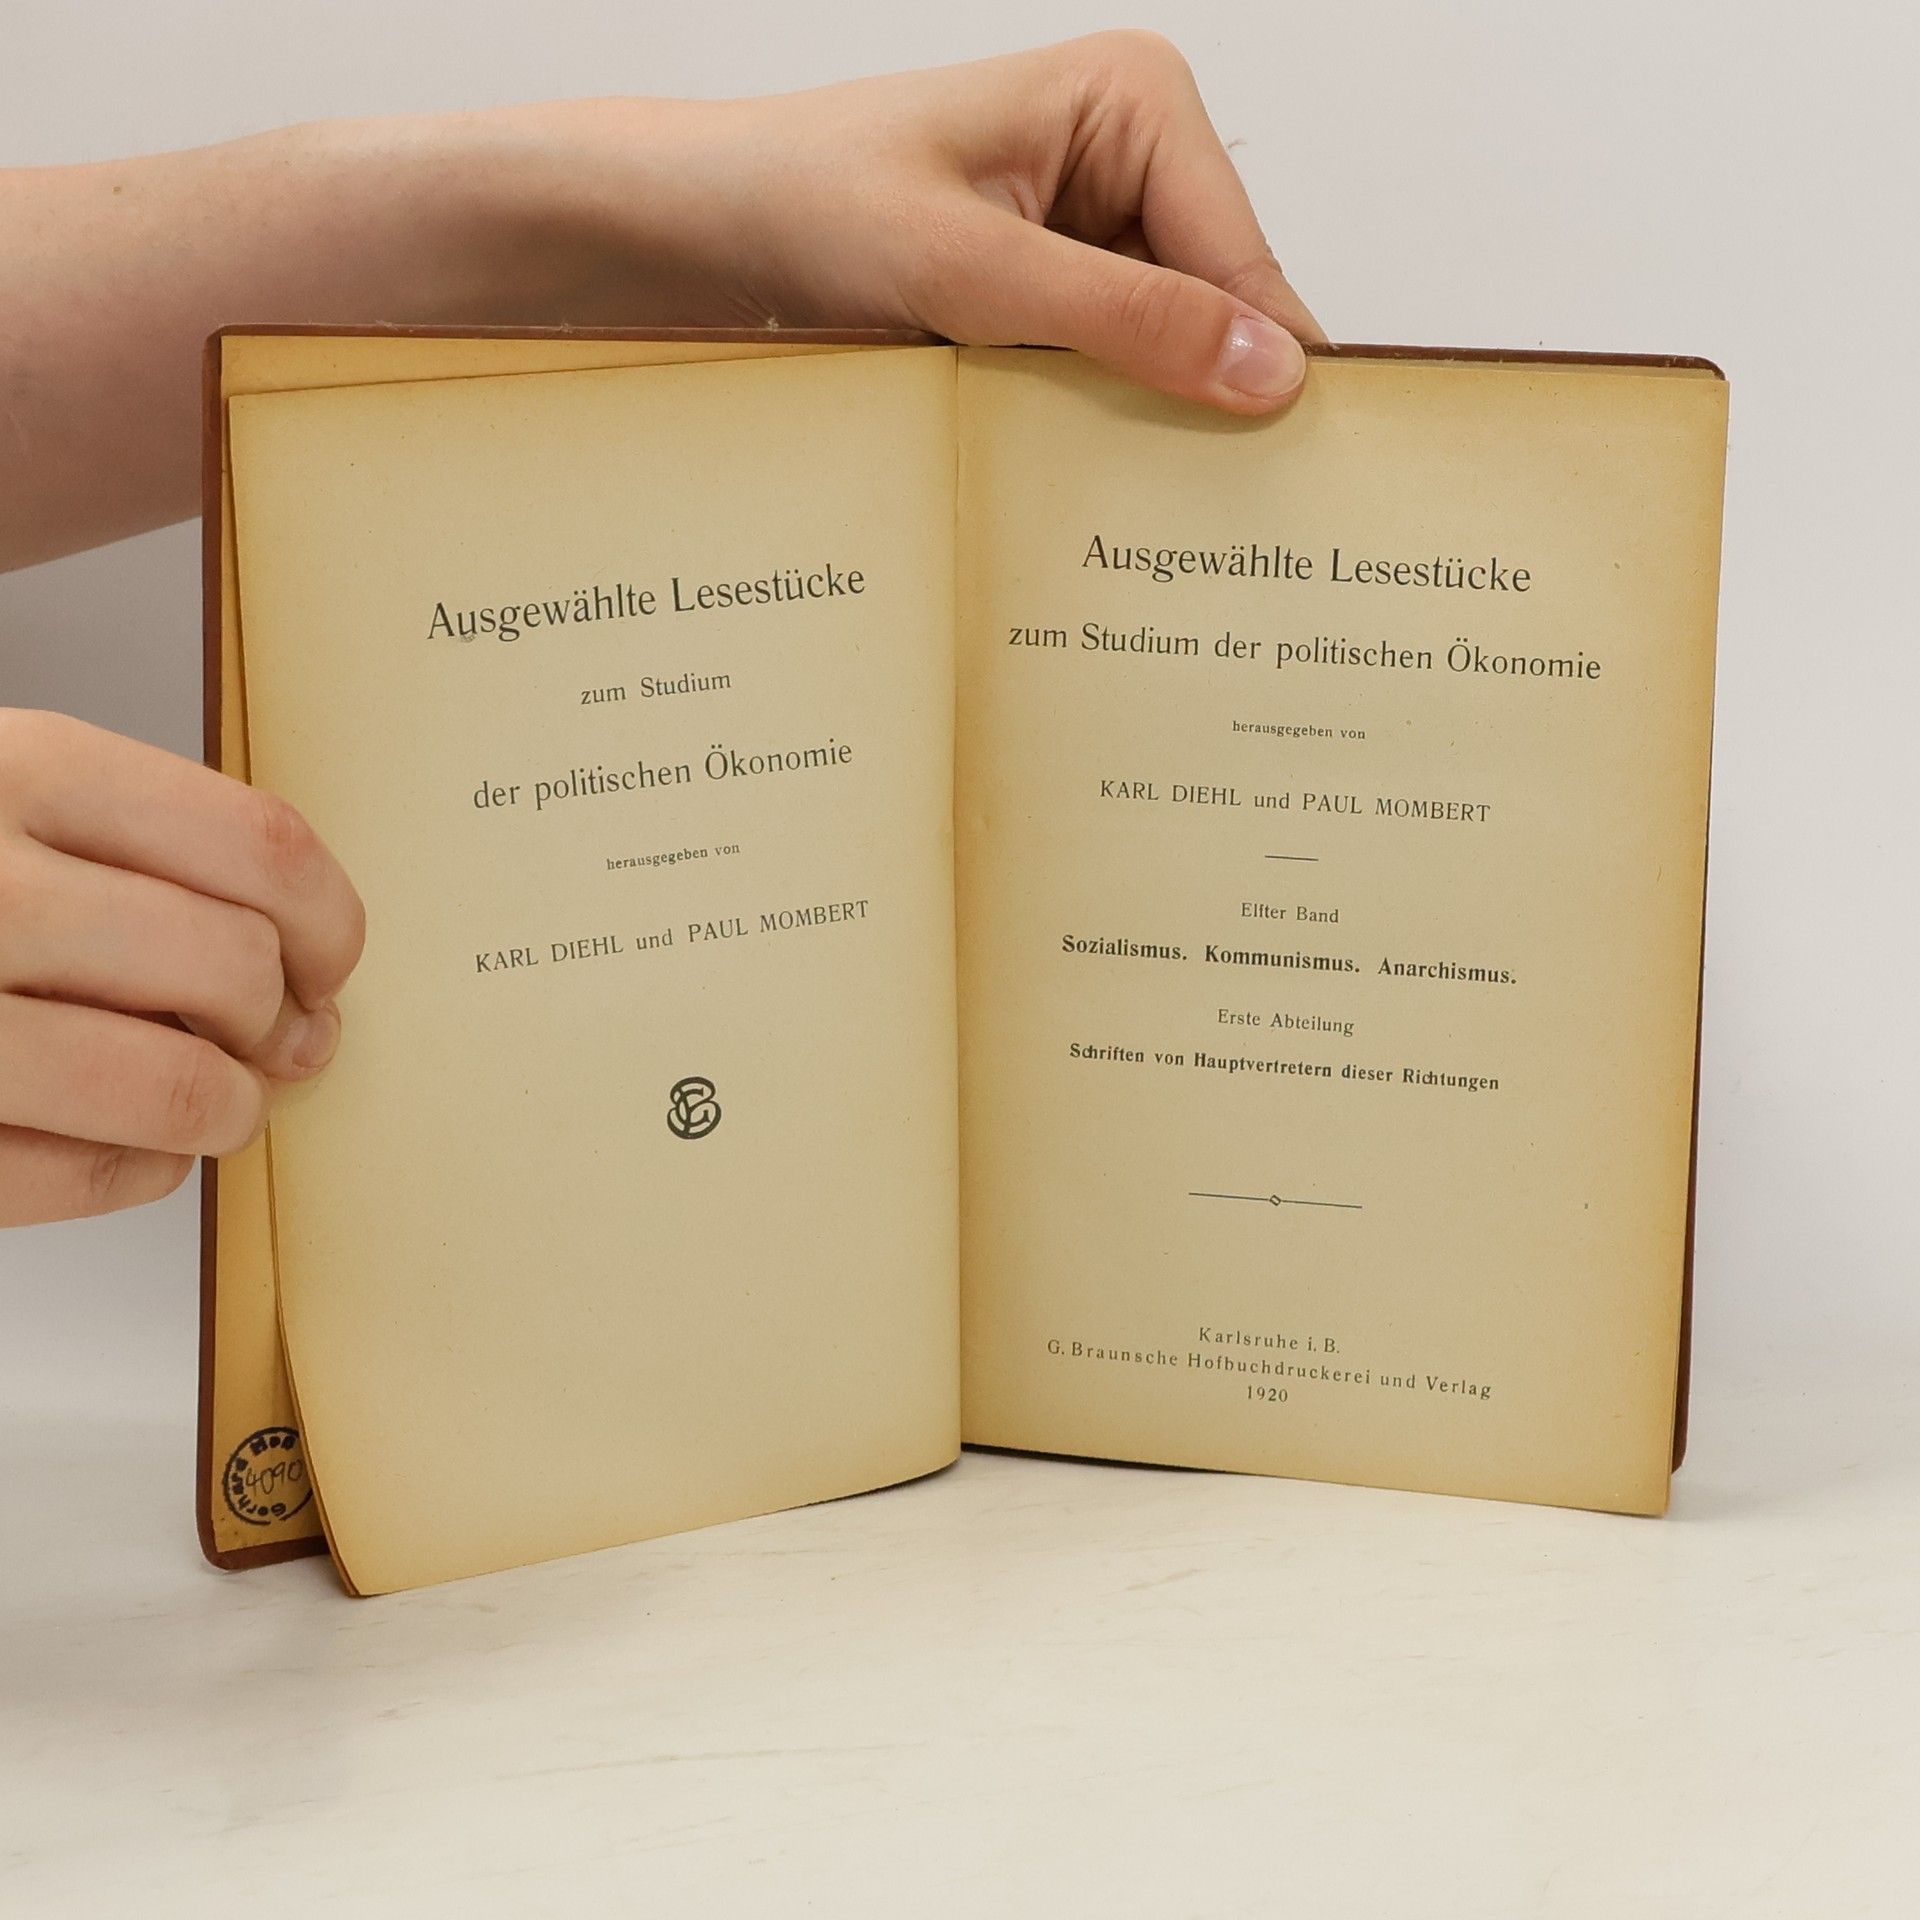 Ausgewählte Lesestücke
zum Studium
der politischen Ökonomie
herausgegeben von
KARL DIEHL und PAUL MOMBERT
4090
Ausgewählte Lesestücke
zum Studium der politischen Ökonomie
herausgegeben von
KARL DIEHL und PAUL MOMBERT
Elfter Band
Sozialismus. Kommunismus. Anarchismus.
Erste Abteilung
Schriften von Hauptvertretern dieser Richtungen
Karlsruhe i. B.
G. Braunsche Hofbuchdruckerei und Verlag
1920